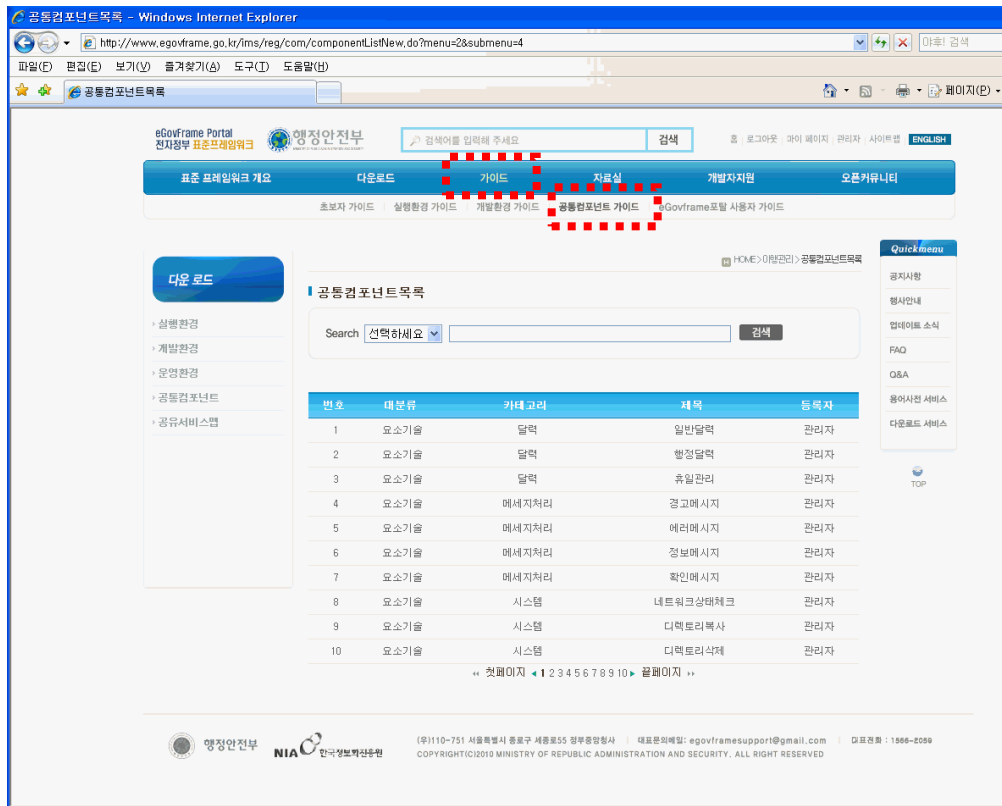 공통컴포넌트목록 - Windows Internet Explorer
http://www.egovframe.go.kr/ims/reg/com/componentListNew.do?menu=2&submenu=4
야후! 검색
파일(F) 편집(E) 보기(V) 즐겨찾기(A) 도구(T) 도움말(H)
공통컴포넌트목록
페이지(P)
eGovFrame Portal
전자정부 표준프레임워크
행정안전부
검색어를 입력해 주세요
검색
홈 로그아웃 마이 페이지 관리자 사이트맵 ENGLISH
표준 프레임워크 개요 다운로드 가이드 자료실 개발자지원 오픈커뮤니티
초보자 가이드 실행환경 가이드 개발환경 가이드 공통컴포넌트 가이드 eGovframe포탈 사용자 가이드
HOME>이행관리>공통컴포넌트목록
다운 로드
실행환경
개발환경
운영환경
공통컴포넌트
공유서비스맵
공통컴포넌트목록
Search 선택하세요 검색
번호 대분류 카테고리 제목 등록자
1 요소기술 달력 일반달력 관리자
2 요소기술 달력 행정달력 관리자
3 요소기술 달력 휴일관리 관리자
4 요소기술 메세지처리 경고메시지 관리자
5 요소기술 메세지처리 에러메시지 관리자
6 요소기술 메세지처리 정보메시지 관리자
7 요소기술 메세지처리 확인메시지 관리자
8 요소기술 시스템 네트워크상태체크 관리자
9 요소기술 시스템 디렉토리복사 관리자
10 요소기술 시스템 디렉토리삭제 관리자
첫페이지 1 2 3 4 5 6 7 8 9 10 끝페이지
Quickmenu
공지사항
행사안내
업데이트 소식
FAQ
Q&A
용어사전 서비스
다운로드 서비스
TOP
행정안전부
NIA 한국정보화진흥원
(우)110-751 서울특별시 종로구 세종로55 정부중앙청사 대표문의메일: egovframesupport@gmail.com 대표전화 : 1566-2059
COPYRIGHT(C)2010 MINISTRY OF REPUBLIC ADMINISTRATION AND SECURITY. ALL RIGHT RESERVED